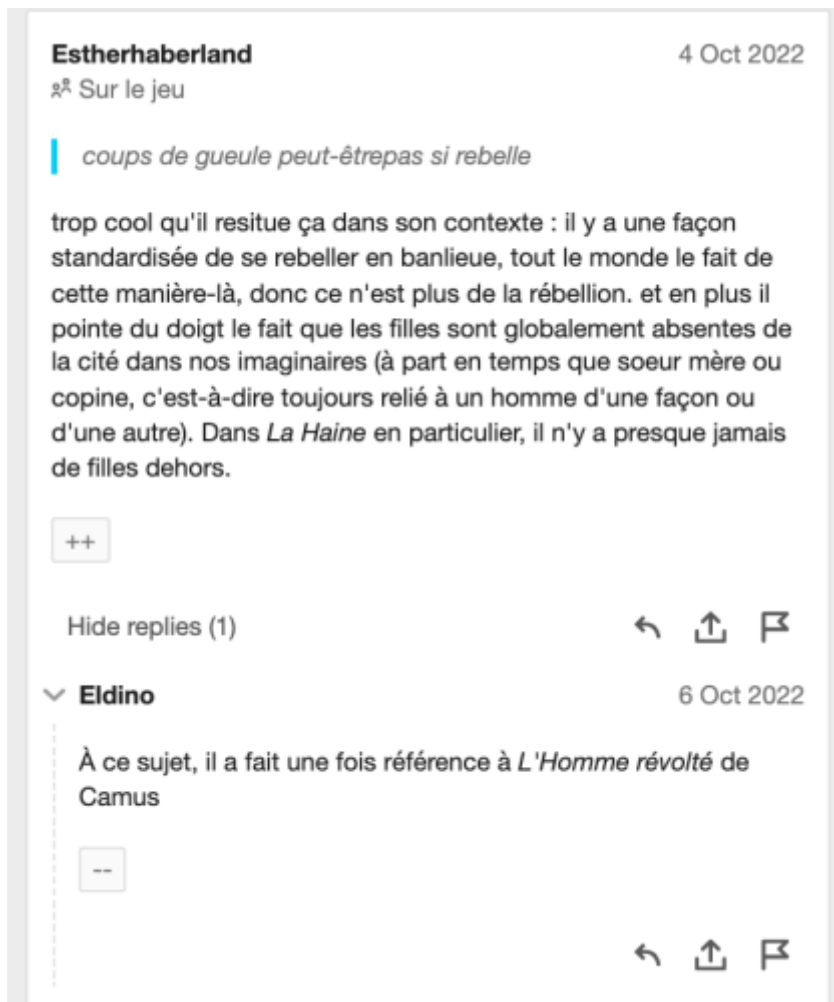 Estherhaberland 4 Oct 2022
Sur le jeu
coups de gueule peut-êtrepas si rebelle
trop cool qu'il resitue ça dans son contexte : il y a une façon
standardisée de se rebeller en banlieue, tout le monde le fait de
cette manière-là, donc ce n'est plus de la rébellion. et en plus il
pointe du doigt le fait que les filles sont globalement absentes de
la cité dans nos imaginaires (à part en temps que soeur mère ou
copine, c'est-à-dire toujours relié à un homme d'une façon ou
d'une autre). Dans La Haine en particulier, il n'y a presque jamais
de filles dehors.
++
Hide replies (1)
Eldino 6 Oct 2022
À ce sujet, il a fait une fois référence à L'Homme révolté de
Camus
--